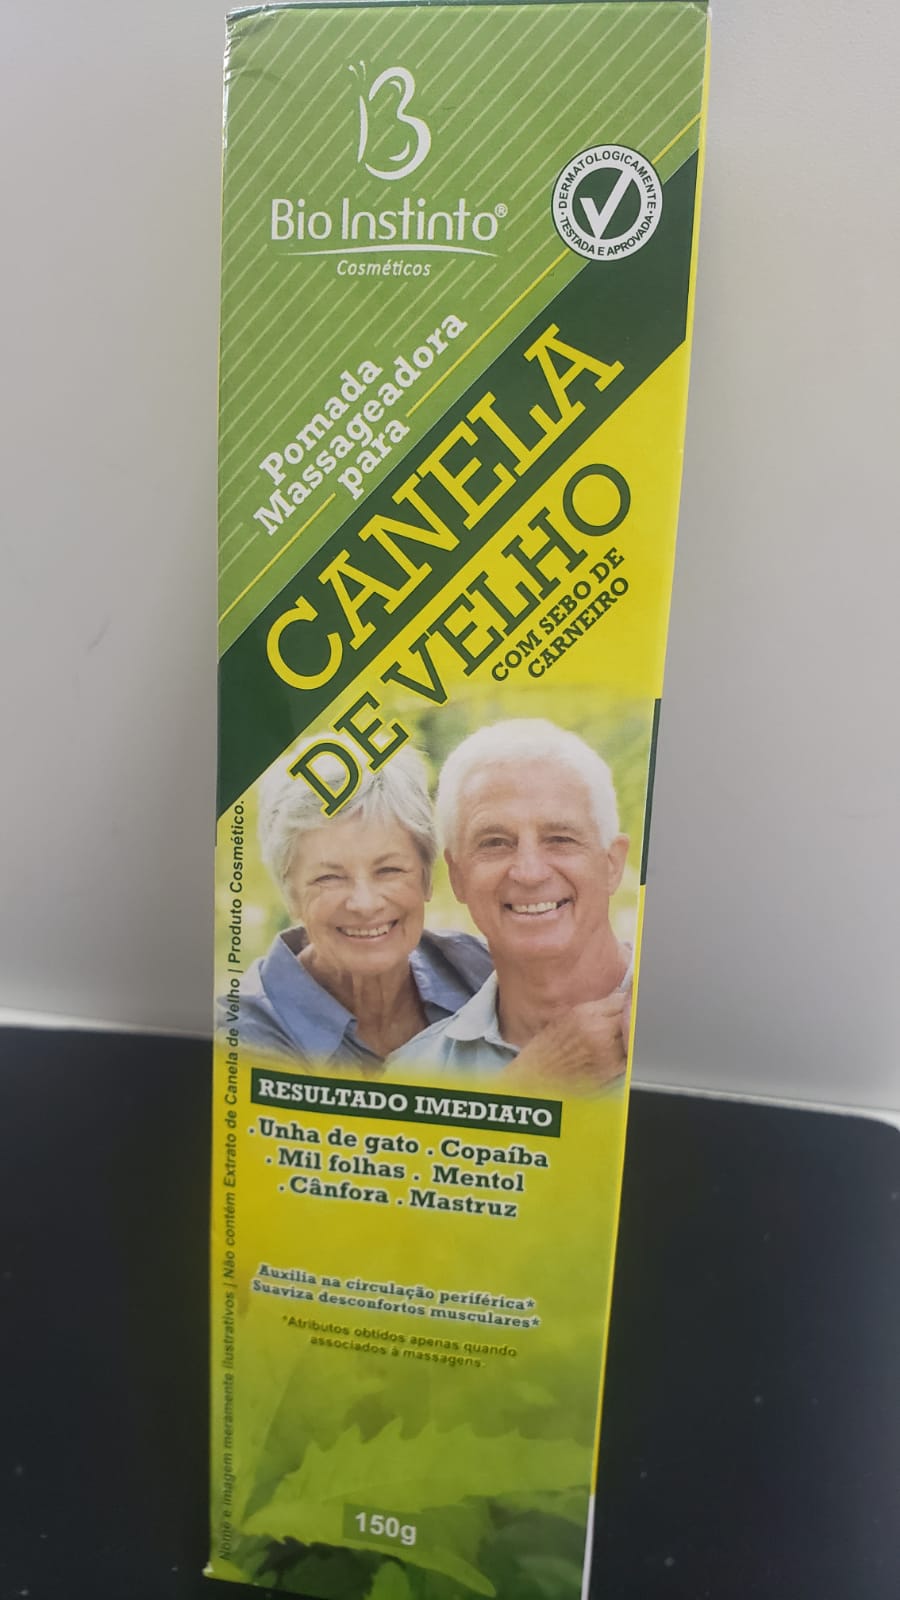 Bio Instinto®
Cosméticos
DERMATOLOGICAMENTE
TESTADA E APROVADA
Pomada
Massageadora
para
CANELA
DE VELHO
COM SEBO DE
CARNEIRO
RESULTADO IMEDIATO
. Unha de gato . Copaíba
. Mil folhas . Mentol
. Cânfora . Mastruz
Auxilia na circulação periférica*
Suaviza desconfortos musculares*
*Atributos obtidos apenas quando
associados à massagens.
150g
Nome e imagem meramente ilustrativos | Não contém Extrato de Canela de Velho | Produto Cosmético.